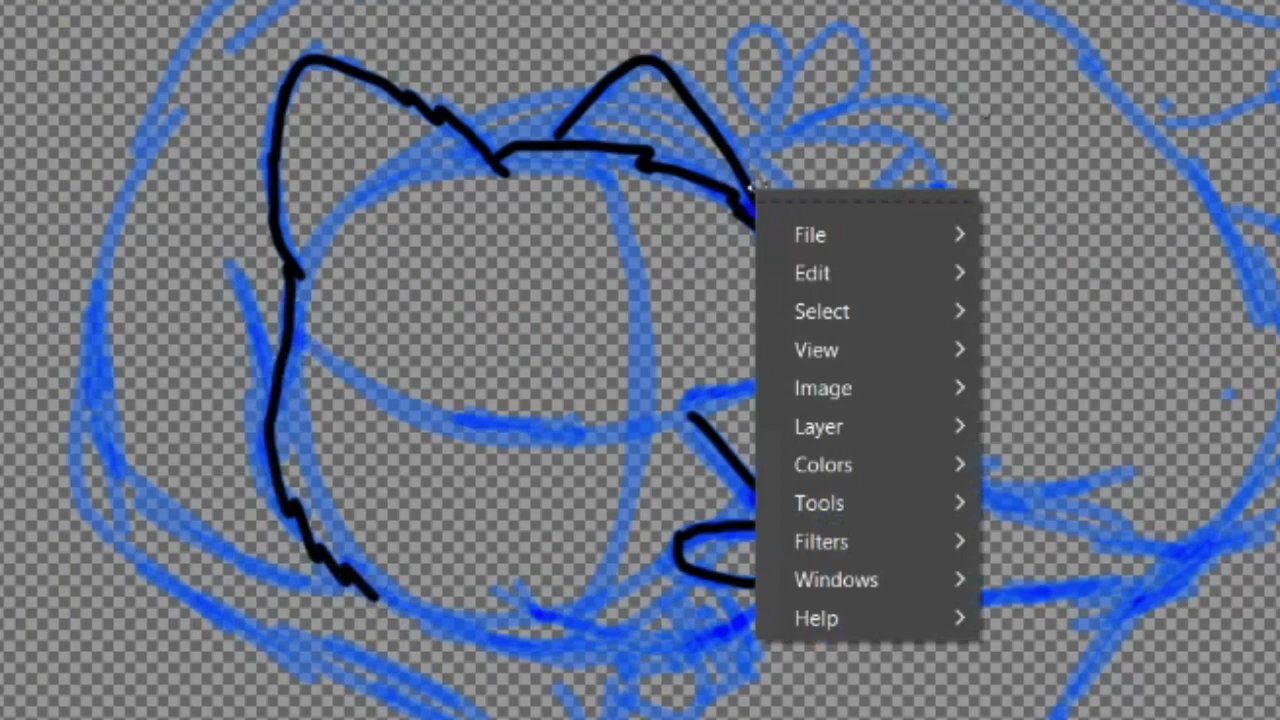 File
Edit
Select
View
Image
Layer
Colors
Tools
Filters
Windows
Help